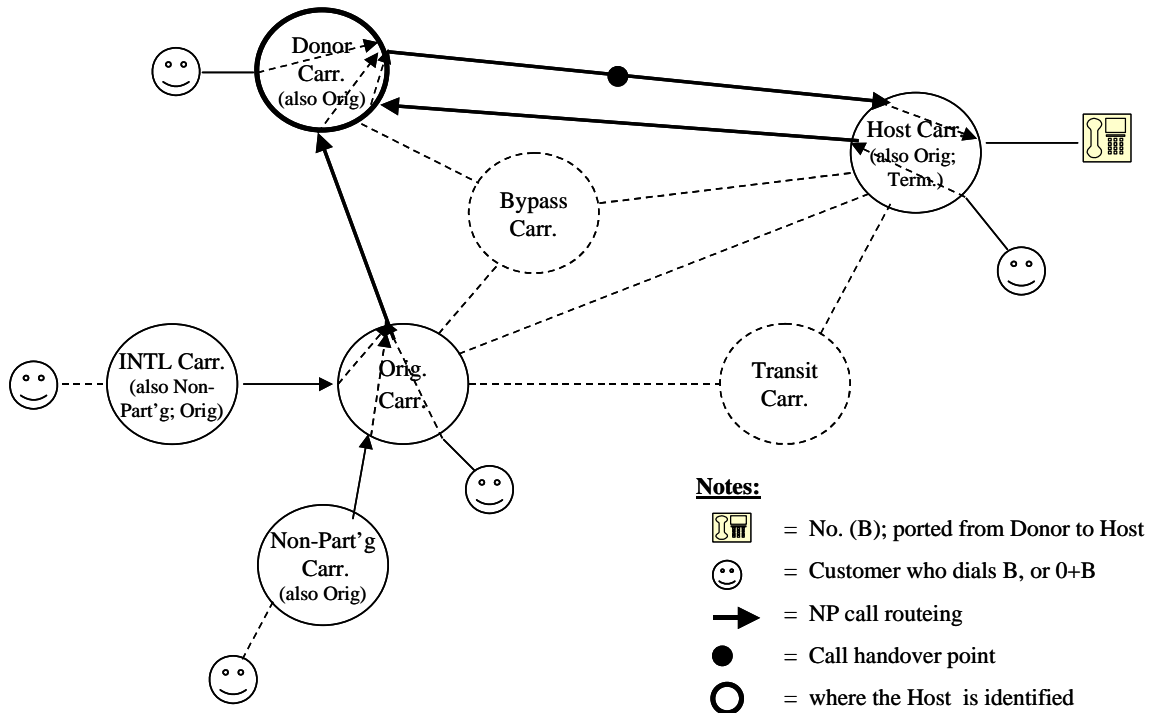 Donor
Carr.
(also Orig)
Host Carr.
(also Orig;
Term.)
Bypass
Carr.
INTL Carr.
(also Non-
Part'g; Orig)
Orig.
Carr.
Transit
Carr.
Non-Part'g
Carr.
(also Orig)
Notes:
= No. (B); ported from Donor to Host
= Customer who dials B, or 0+B
= NP call routeing
= Call handover point
= where the Host is identified